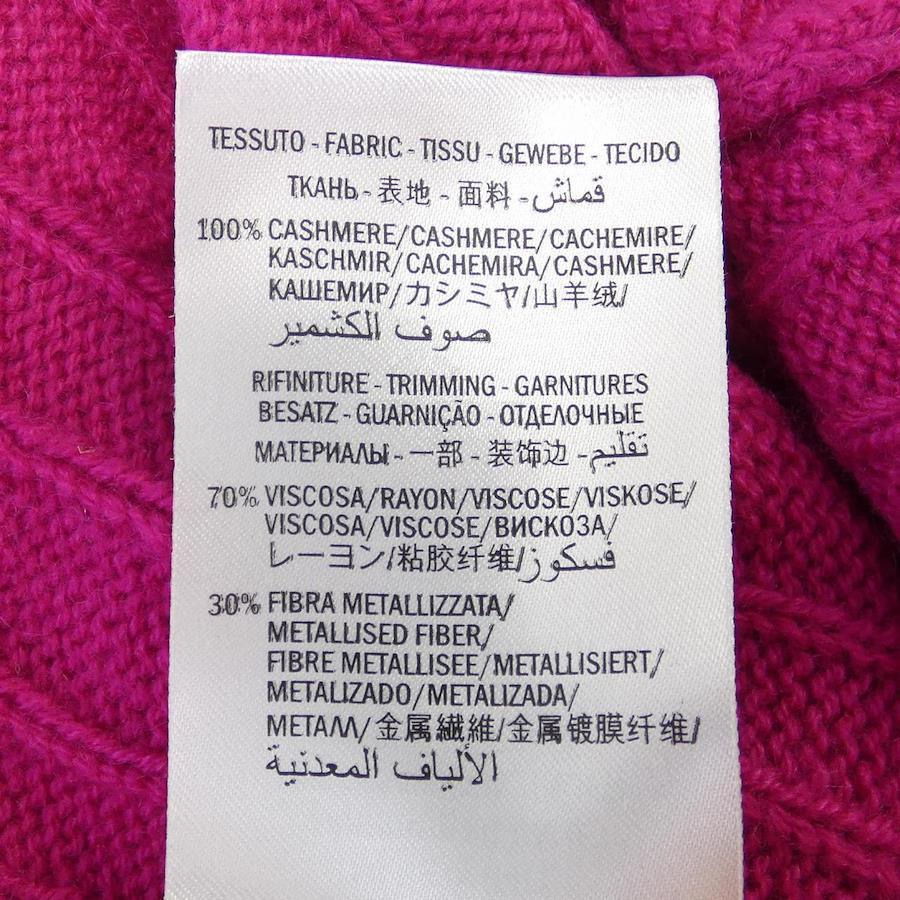 TESSUTO - FABRIC - TISSU - GEWEBE - TECIDO
ТКАНЬ - 表地 - 面料 - قماش
100% CASHMERE/CASHMERE/CACHEMIRE/
KASCHMIR/CACHEMIRA/CASHMERE/
КАШЕМИР/カシミヤ/山羊绒/
صوف الكشمير
RIFINITURE - TRIMMING - GARNITURES
BESATZ - GUARNIÇÃO - ОТДЕЛОЧНЫЕ
МАТЕРИАЛЫ - 一部 - 装饰边 - تقليم
70% VISCOSA/RAYON/VISCOSE/VISKOSE/
VISCOSA/VISCOSE/ВИСКОЗА/
レーヨン/粘胶纤维/فسكوز
30% FIBRA METALLIZZATA/
METALLISED FIBER/
FIBRE METALLISEE/METALLISIERT/
METALIZADO/METALIZADA/
МЕТАЛЛ/金属繊維/金属镀膜纤维/
الألياف المعدنية